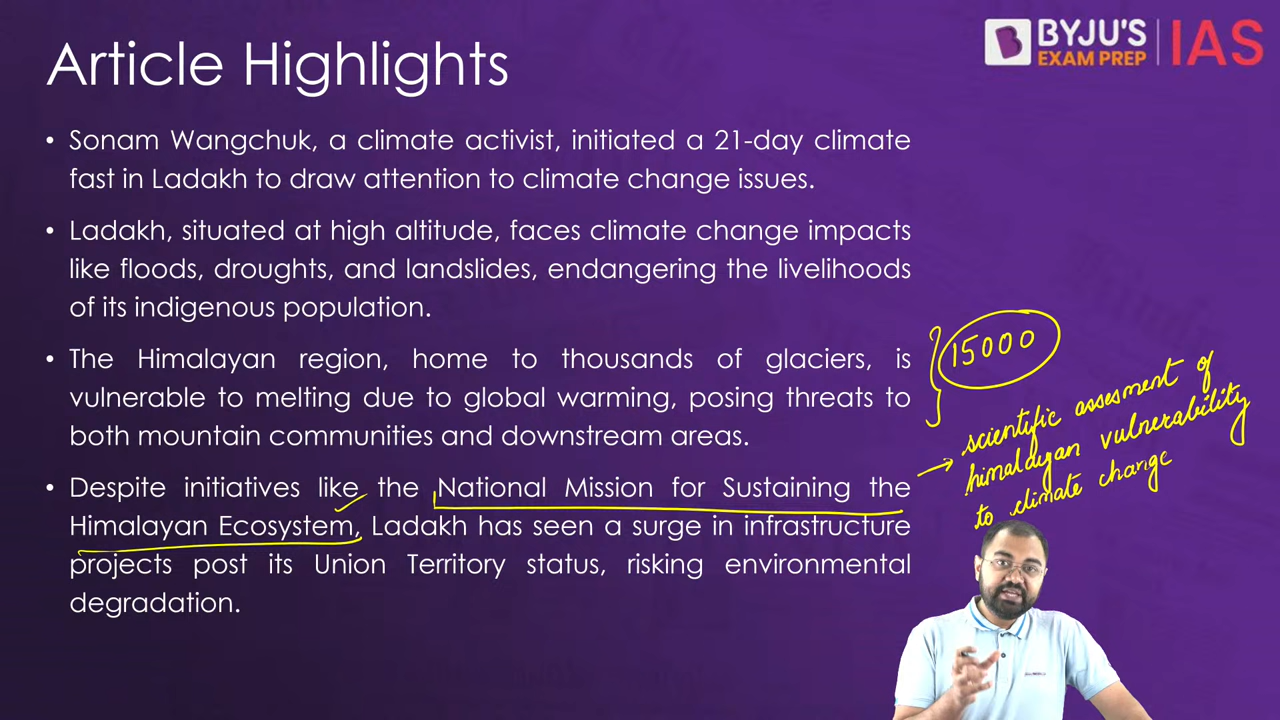 Article Highlights
BYJU'S
EXAM PREP
IAS
• Sonam Wangchuk, a climate activist, initiated a 21-day climate
fast in Ladakh to draw attention to climate change issues.
• Ladakh, situated at high altitude, faces climate change impacts
like floods, droughts, and landslides, endangering the livelihoods
of its indigenous population.
• The Himalayan region, home to thousands of glaciers, is
vulnerable to melting due to global warming, posing threats to
both mountain communities and downstream areas.
• Despite initiatives like the National Mission for Sustaining the
Himalayan Ecosystem, Ladakh has seen a surge in infrastructure
projects post its Union Territory status, risking environmental
degradation.
15000
→ scientific assesment of
himalayan vulnerability
to climate change